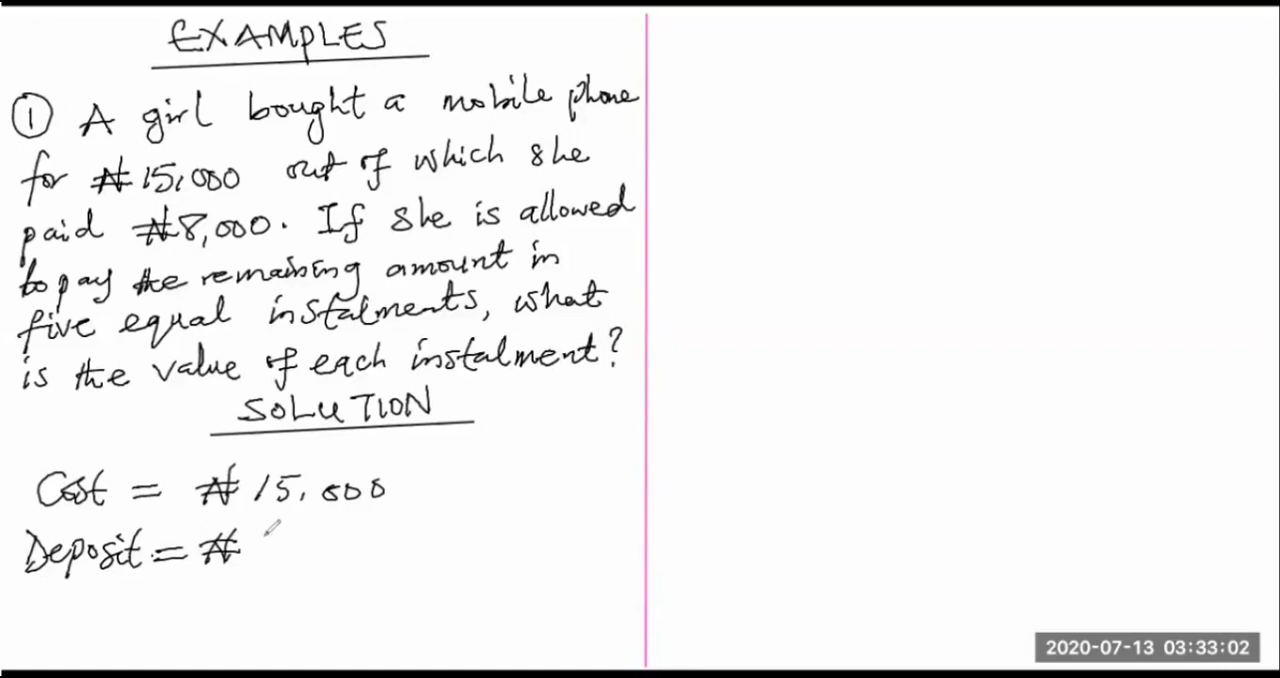 EXAMPLES
① A girl bought a mobile phone
for ₦15,000 out of which she
paid ₦8,000. If she is allowed
to pay the remaining amount in
five equal instalments, what
is the value of each instalment?
SOLUTION
Cost = ₦15,000
Deposit = ₦
2020-07-13 03:33:02